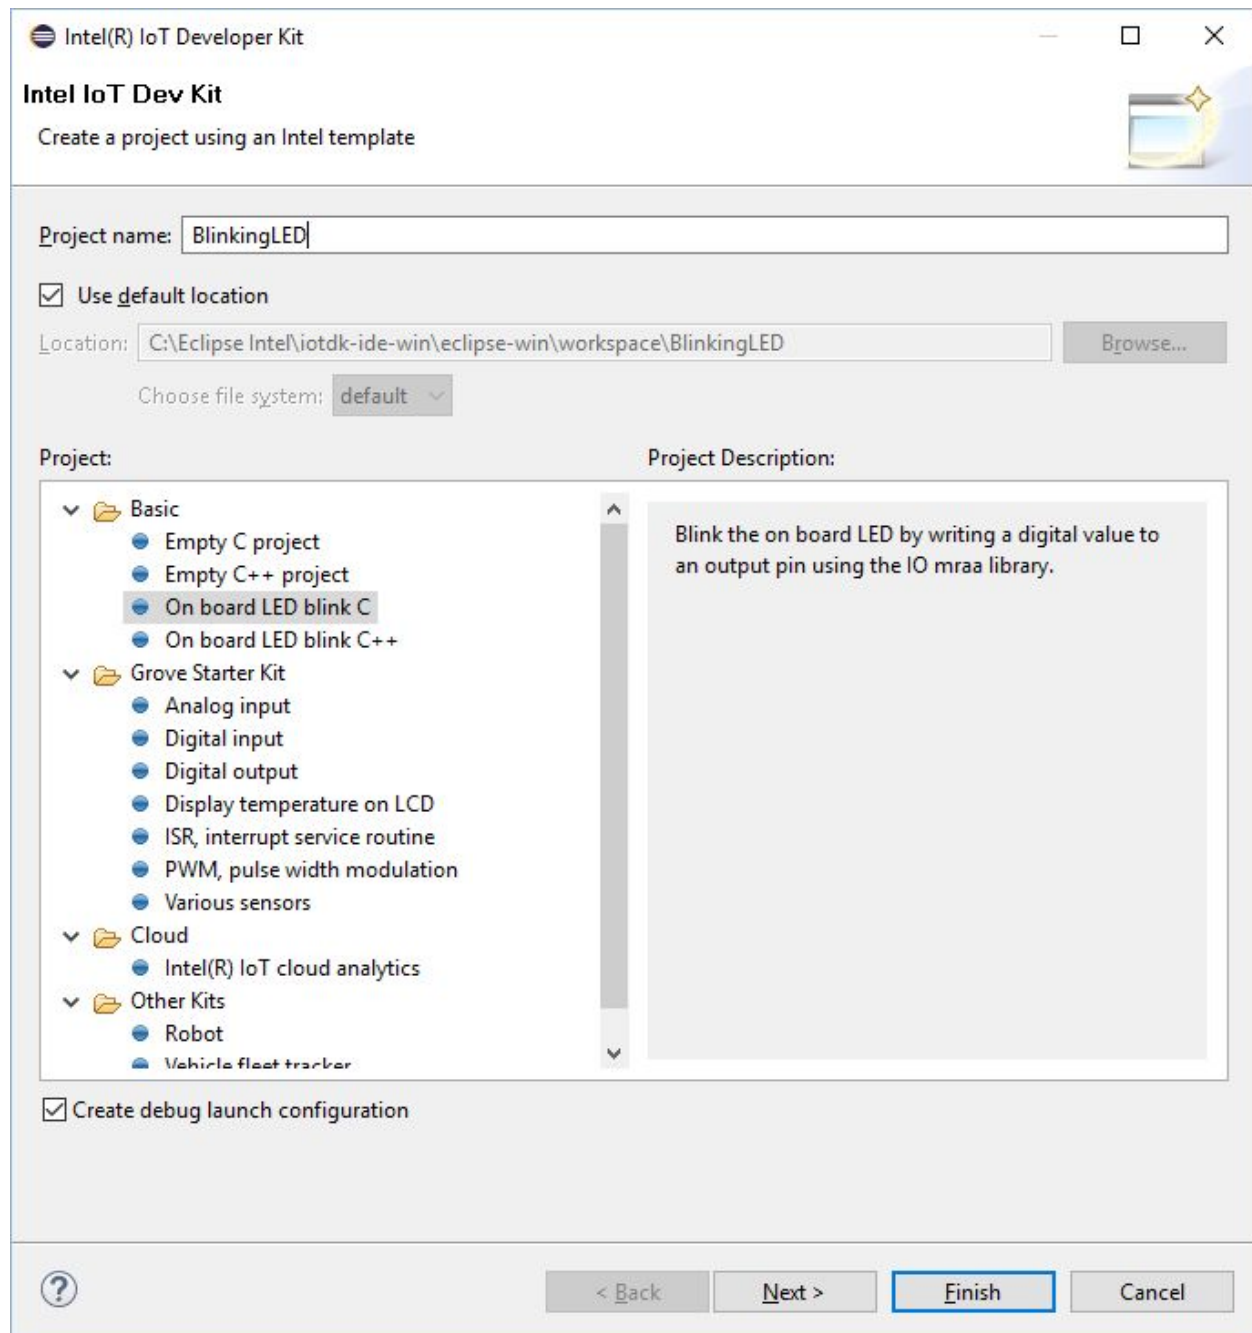 Intel(R) IoT Developer Kit
Intel IoT Dev Kit
Create a project using an Intel template
Project name: BlinkingLED
Use default location
Location: C:\Eclipse Intel\iotdk-ide-win\eclipse-win\workspace\BlinkingLED Browse...
Choose file system: default
Project:
Basic
Empty C project
Empty C++ project
On board LED blink C
On board LED blink C++
Grove Starter Kit
Analog input
Digital input
Digital output
Display temperature on LCD
ISR, interrupt service routine
PWM, pulse width modulation
Various sensors
Cloud
Intel(R) IoT cloud analytics
Other Kits
Robot
Vehicle fleet tracker
Project Description:
Blink the on board LED by writing a digital value to
an output pin using the IO mraa library.
Create debug launch configuration
? < Back Next > Finish Cancel